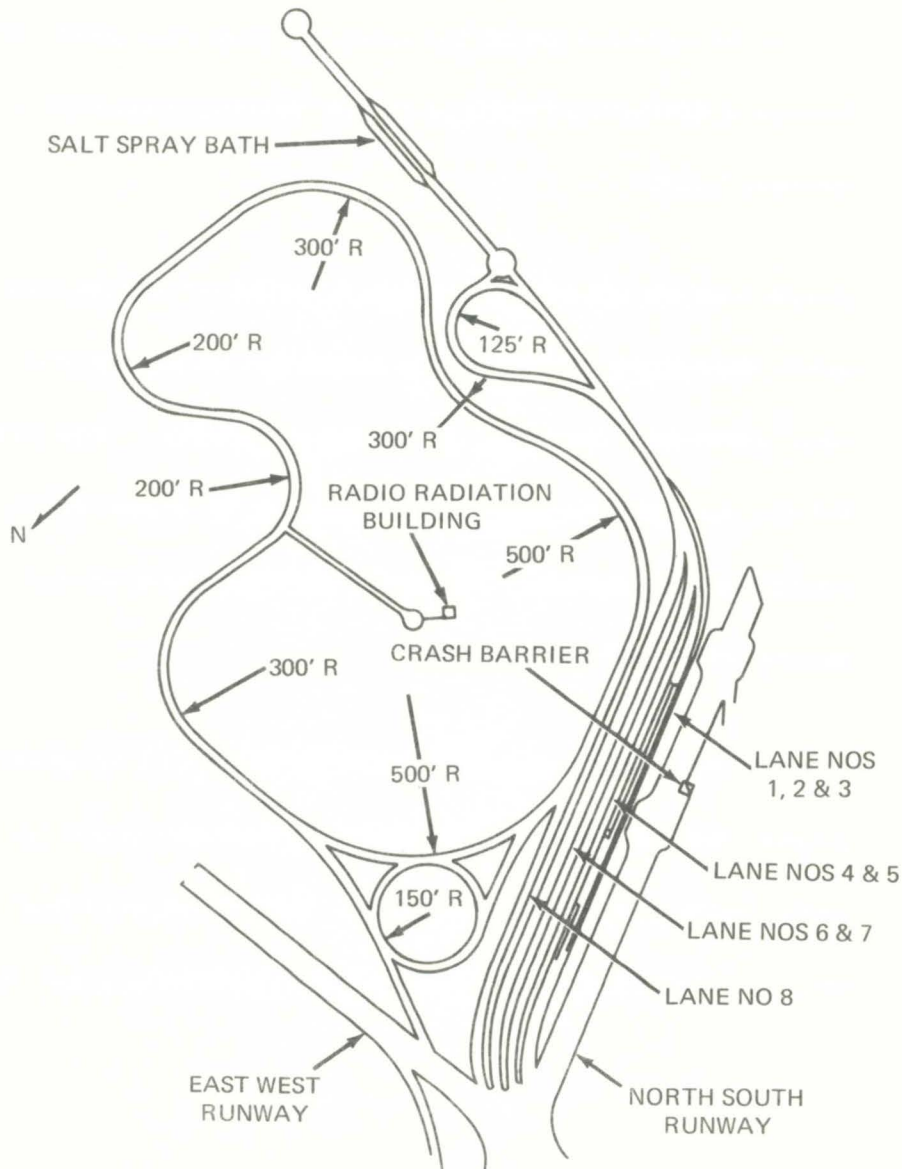 SALT SPRAY BATH
300' R
200' R
125' R
300' R
200' R
RADIO RADIATION
BUILDING
N
500' R
CRASH BARRIER
300' R
LANE NOS
1, 2 & 3
500' R
LANE NOS 4 & 5
150' R
LANE NOS 6 & 7
LANE NO 8
EAST WEST
RUNWAY
NORTH SOUTH
RUNWAY